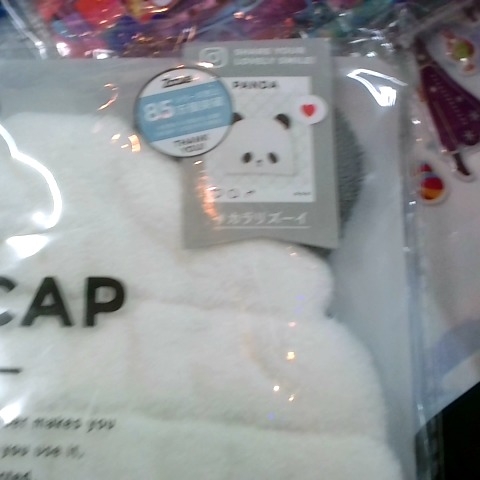 SHARE YOUR
LOVELY SMILE!
PANDA
85
THANK
YOU!
カラリズーイ
CAP
makes you
you use it,